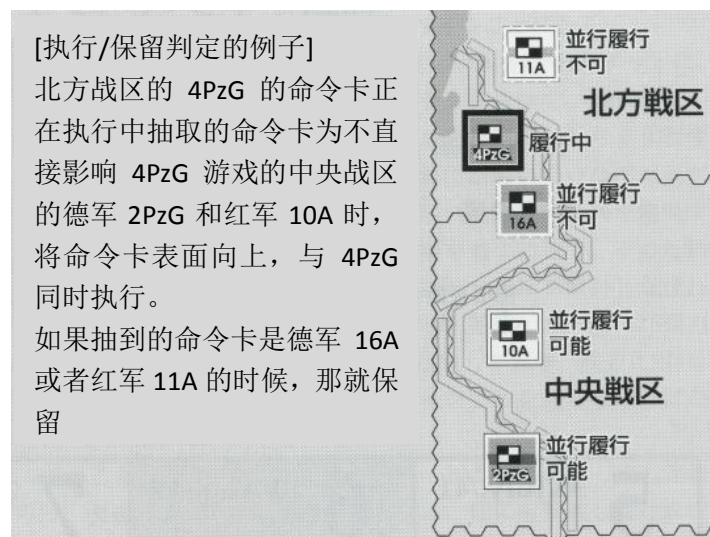 [执行/保留判定的例子]
北方战区的 4PzG 的命令卡正
在执行中抽取的命令卡为不直
接影响 4PzG 游戏的中央战区
的德军 2PzG 和红军 10A 时，
将命令卡表面向上，与 4PzG
同时执行。
如果抽到的命令卡是德军 16A
或者红军 11A 的时候，那就保
留
並行履行
不可
11A
北方戦区
履行中
4PzG
並行履行
不可
16A
並行履行
可能
10A
中央戦区
並行履行
可能
2PzG